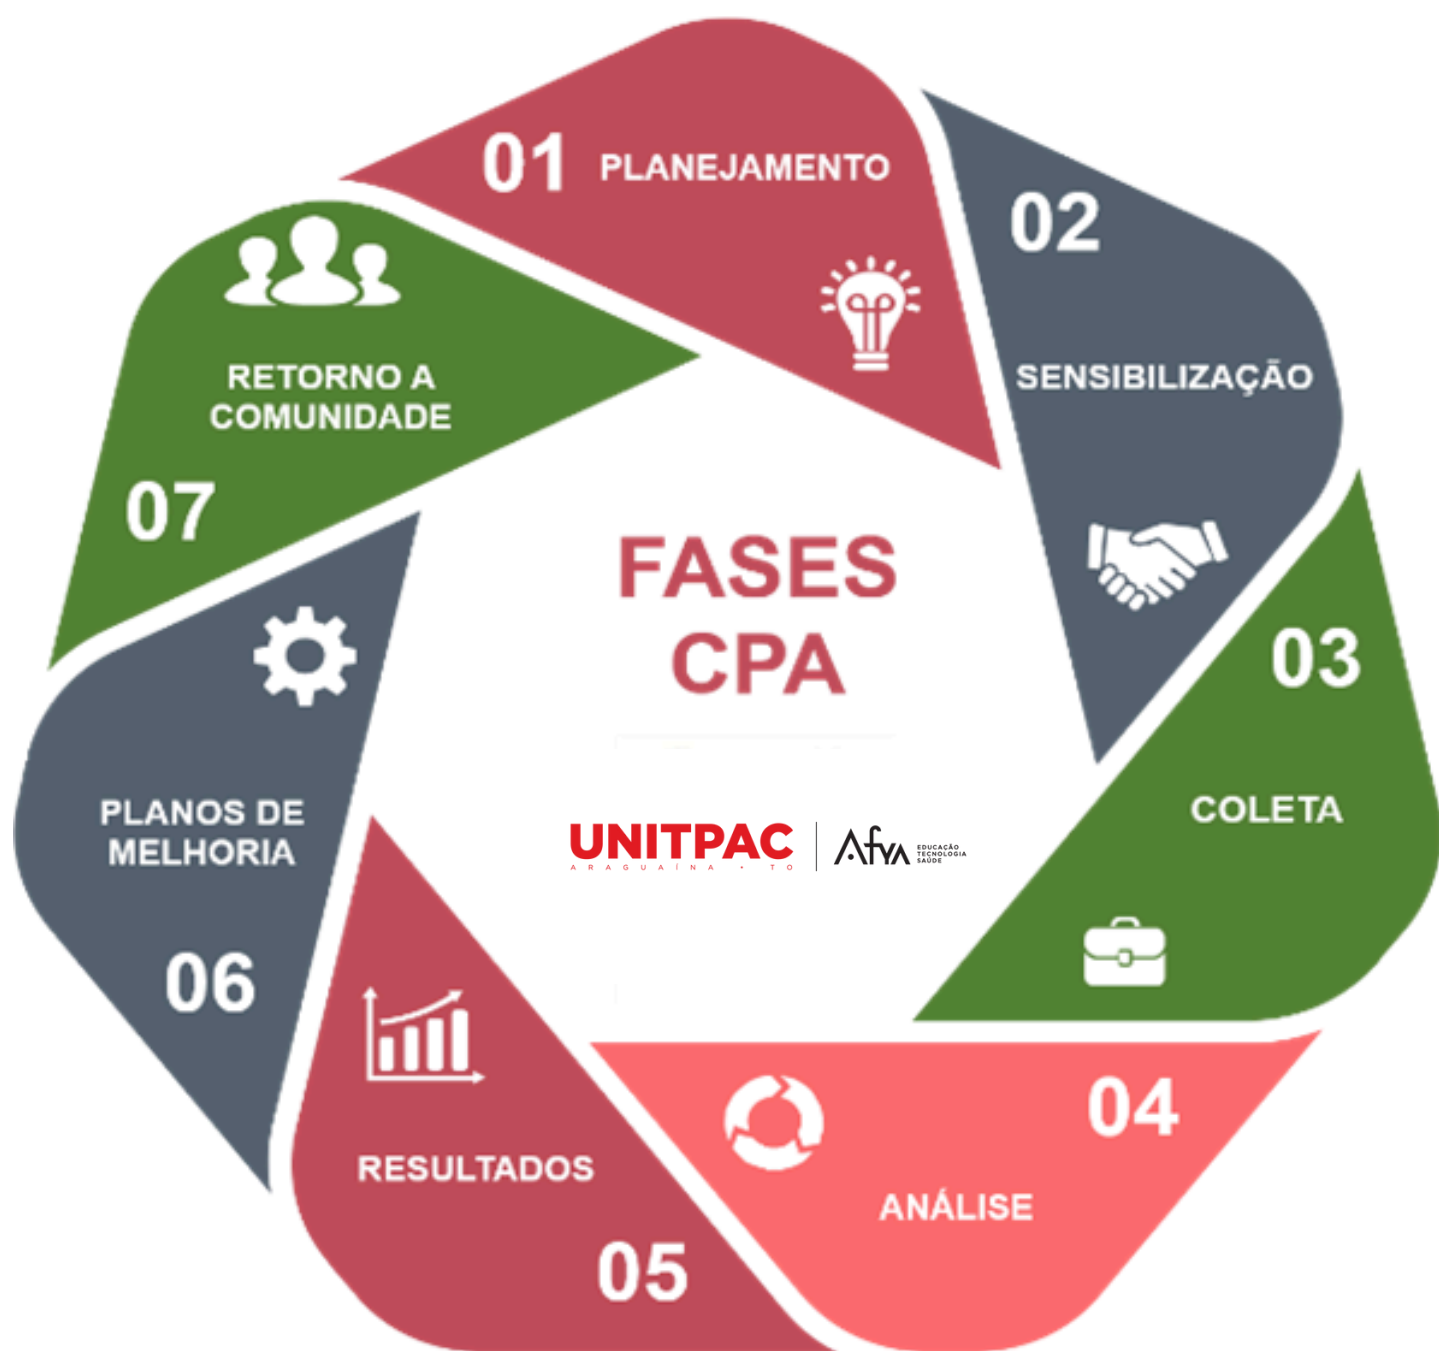 01 PLANEJAMENTO
02
SENSIBILIZAÇÃO
03
COLETA
04
ANÁLISE
RESULTADOS
05
PLANOS DE
MELHORIA
06
RETORNO A
COMUNIDADE
07
FASES
CPA
UNITPAC
ARAGUAÍNA • TO
Afya
EDUCAÇÃO
TECNOLOGIA
SAÚDE